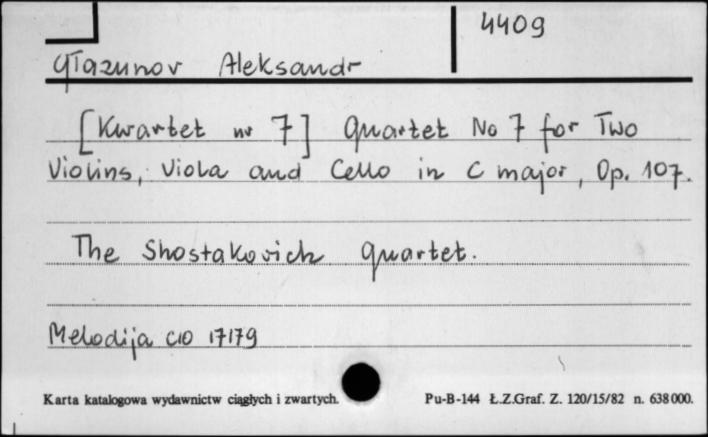 4409
Głazunov Aleksandr
[Kwartet nr 7] Quartet No 7 for Two
Violins, Viola and Cello in C major, Op. 107.
The Shostakovich Quartet.
Melodija C10 17179
Karta katalogowa wydawnictw ciągłych i zwartych.
Pu-B-144 Ł.Z.Graf. Z. 120/15/82 n. 638000.